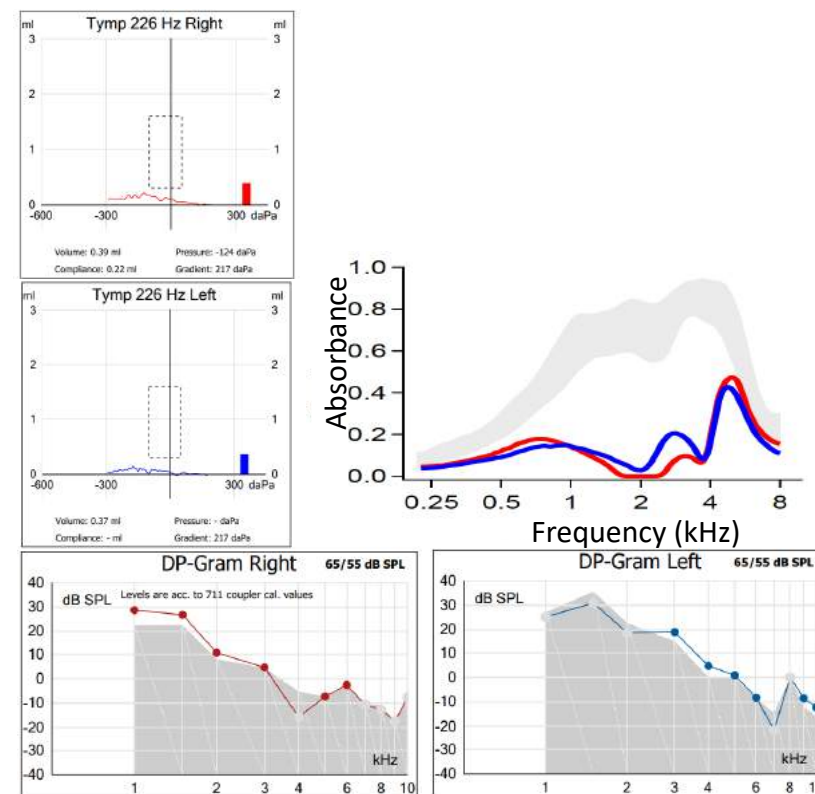 Tymp 226 Hz Right
ml
ml
3
3
2
2
1
1
0
0
-600
-300
300 daPa
Volume: 0.39 ml
Pressure: -124 daPa
Compliance: 0.22 ml
Gradient: 217 daPa
Tymp 226 Hz Left
ml
ml
3
3
2
2
1
1
0
0
-600
-300
300 daPa
Volume: 0.37 ml
Pressure: - daPa
Compliance: - ml
Gradient: 217 daPa
Absorbance
1.0
0.8
0.6
0.4
0.2
0.0
0.25 0.5 1 2 4 8
Frequency (kHz)
DP-Gram Right
65/55 dB SPL
dB SPL
Levels are acc. to 711 coupler cal. values
40
30
20
10
0
-10
-20
-30
-40
kHz
1 2 3 4 6 8 10
DP-Gram Left
65/55 dB SPL
dB SPL
40
30
20
10
0
-10
-20
-30
-40
kHz
1 2 3 4 6 8